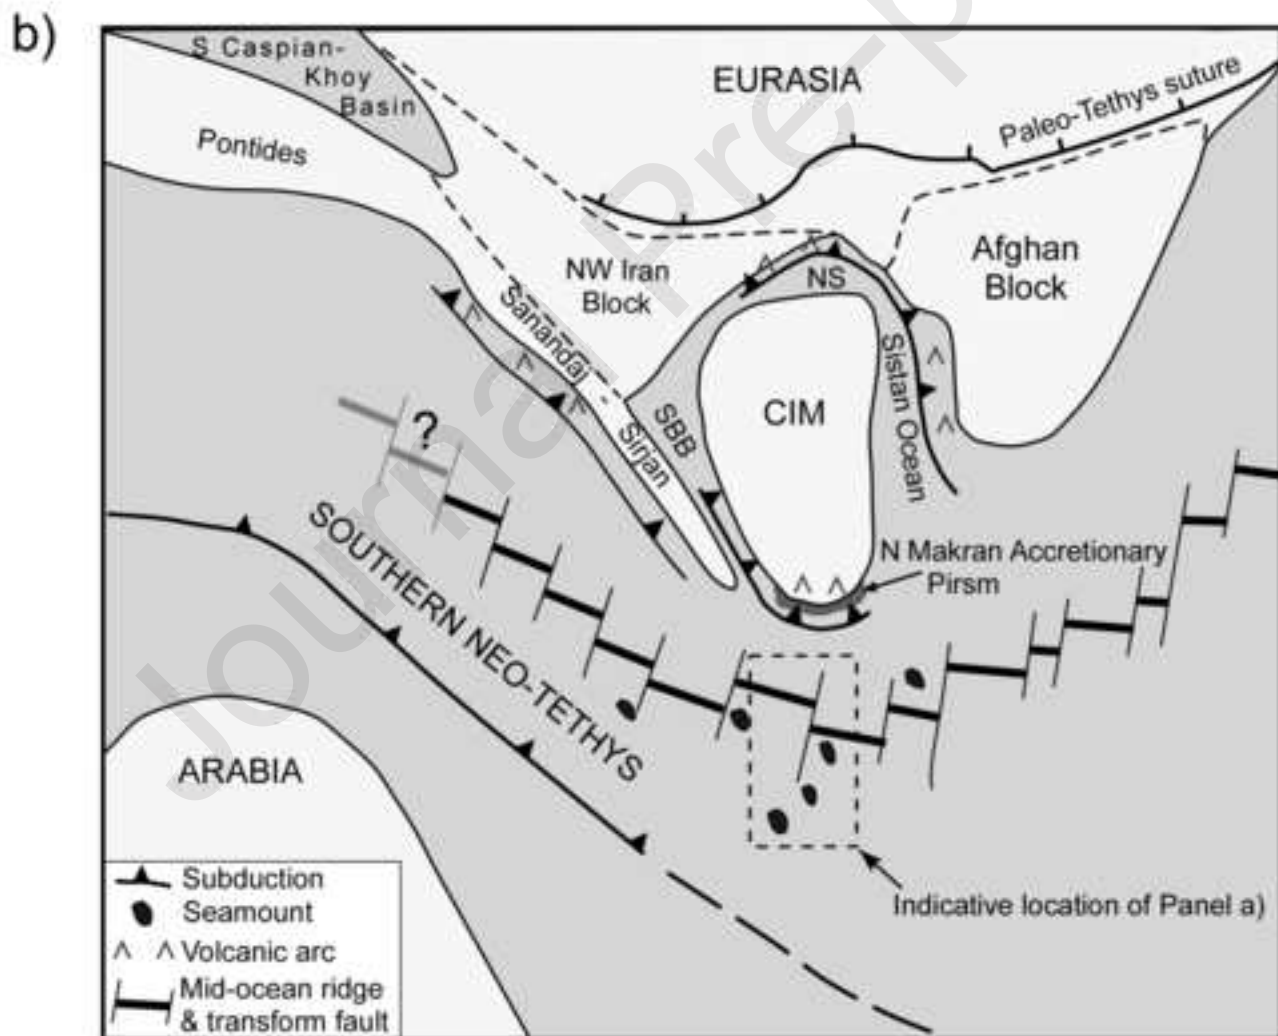 b)
S Caspian-
Khoy
Basin
EURASIA
Paleo-Tethys suture
Pontides
NW Iran
Block
Afghan
Block
NS
Sanandaj -
Sirjan
SBB
CIM
Sistan Ocean
?
N Makran Accretionary
Pirsm
SOUTHERN NEO-TETHYS
ARABIA
Indicative location of Panel a)
Subduction
Seamount
Volcanic arc
Mid-ocean ridge
& transform fault
Journal Pre-p